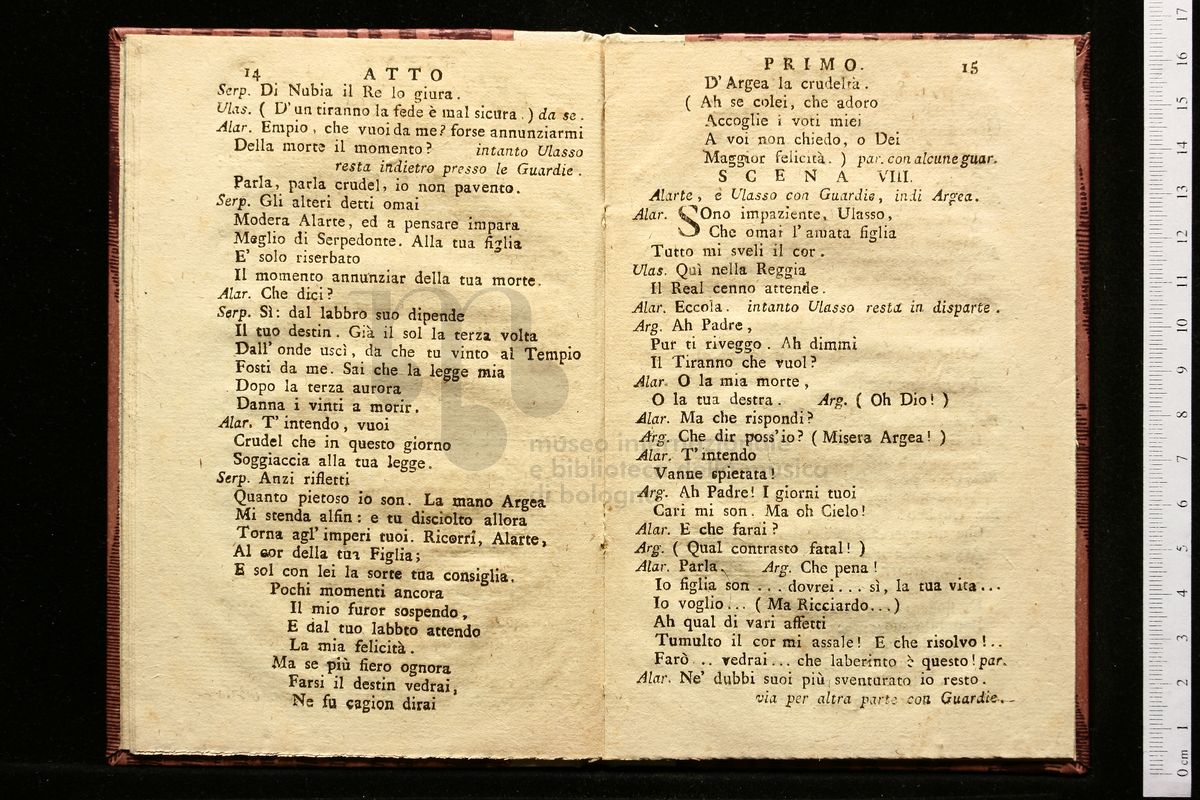 14 ATTO
Serp. Di Nubia il Re lo giura.
Ulas. ( D'un tiranno la fede è mal sicura. ) da se.
Alar. Empio, che vuoi da me? forse annunziarmi
Della morte il momento? intanto Ulasso
resta indietro presso le Guardie.
Parla, parla crudel, io non pavento.
Serp. Gli alteri detti omai
Modera Alarte, ed a pensare impara
Meglio di Serpedonte. Alla tua figlia
E' solo riserbato
Il momento annunziar della tua morte.
Alar. Che dici?
Serp. Sì: dal labbro suo dipende
Il tuo destin. Già il sol la terza volta
Dall' onde uscì, da che tu vinto al Tempio
Fosti da me. Sai che la legge mia
Dopo la terza aurora
Danna i vinti a morir.
Alar. T' intendo, vuoi
Crudel che in questo giorno
Soggiaccia alla tua legge.
Serp. Anzi rifletti
Quanto pietoso io son. La mano Argea
Mi stenda alfin: e tu disciolto allora
Torna agl' imperi tuoi. Ricorri, Alarte,
Al cor della tua Figlia;
E sol con lei la sorte tua consiglia.
Pochi momenti ancora
Il mio furor sospendo,
E dal tuo labbto attendo
La mia felicità.
Ma se più fiero ognora
Farsi il destin vedrai,
Ne fu cagion dirai
PRIMO. 15
D' Argea la crudeltà.
( Ah se colei, che adoro
Accoglie i voti miei
A voi non chiedo, o Dei
Maggior felicità. ) par. con alcune guar.
SCENA VIII.
Alarte, e Ulasso con Guardie, indi Argea.
Alar. SOno impaziente, Ulasso,
Che omai l' amata figlia
Tutto mi sveli il cor.
Ulas. Quì nella Reggia
Il Real cenno attende.
Alar. Eccola. intanto Ulasso resta in disparte.
Arg. Ah Padre,
Pur ti riveggo. Ah dimmi
Il Tiranno che vuol?
Alar. O la mia morte,
O la tua destra. Arg. ( Oh Dio! )
Alar. Ma che rispondi?
Arg. Che dir poss'io? ( Misera Argea! )
Alar. T' intendo
Vanne spietata!
Arg. Ah Padre! I giorni tuoi
Cari mi son. Ma oh Cielo!
Alar. E che farai?
Arg. ( Qual contrasto fatal! )
Alar. Parla. Arg. Che pena!
Io figlia son ... dovrei... sì, la tua vita...
Io voglio... ( Ma Ricciardo...)
Ah qual di vari affetti
Tumulto il cor mi assale! E che risolvo!..
Farò .. vedrai... che laberinto è questo! par.
Alar. Ne' dubbi suoi più sventurato io resto.
via per altra parte con Guardie.
museo internazionale
e biblioteca della musica
di bologna
0 cm 1 2 3 4 5 6 7 8 9 10 11 12 13 14 15 16 17